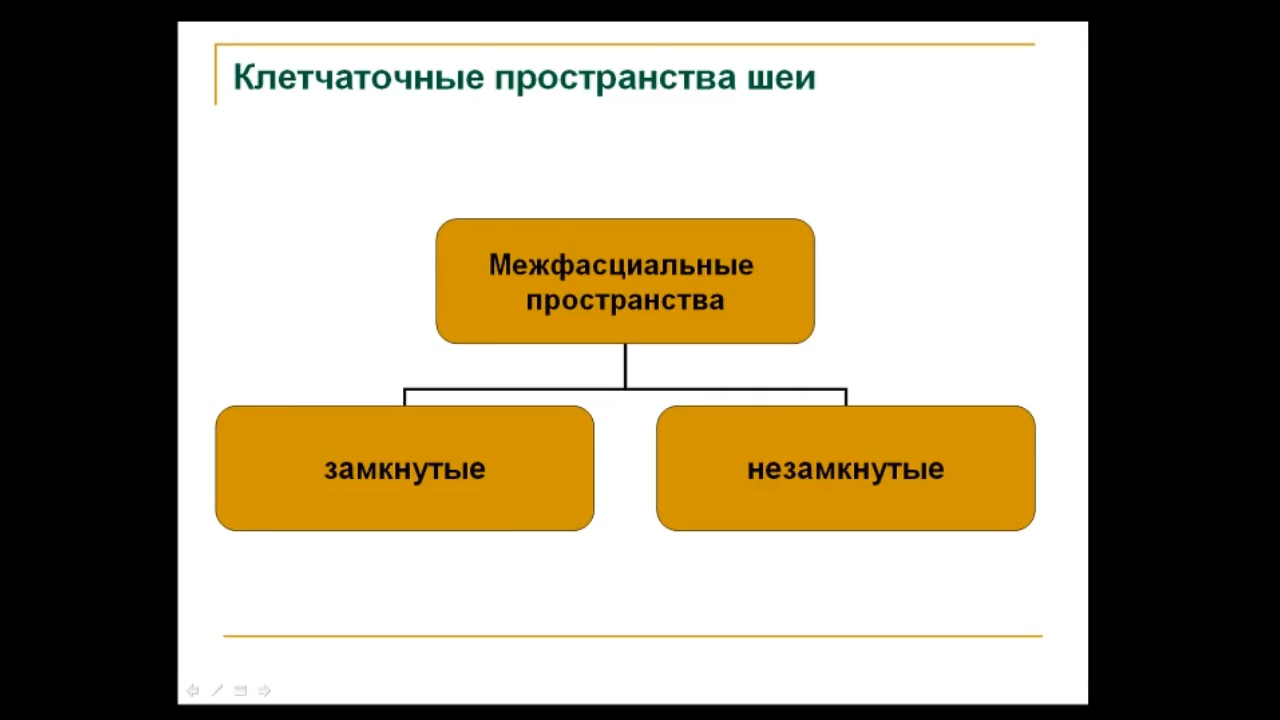 Клетчаточные пространства шеи
Межфасциальные
пространства
замкнутые
незамкнутые